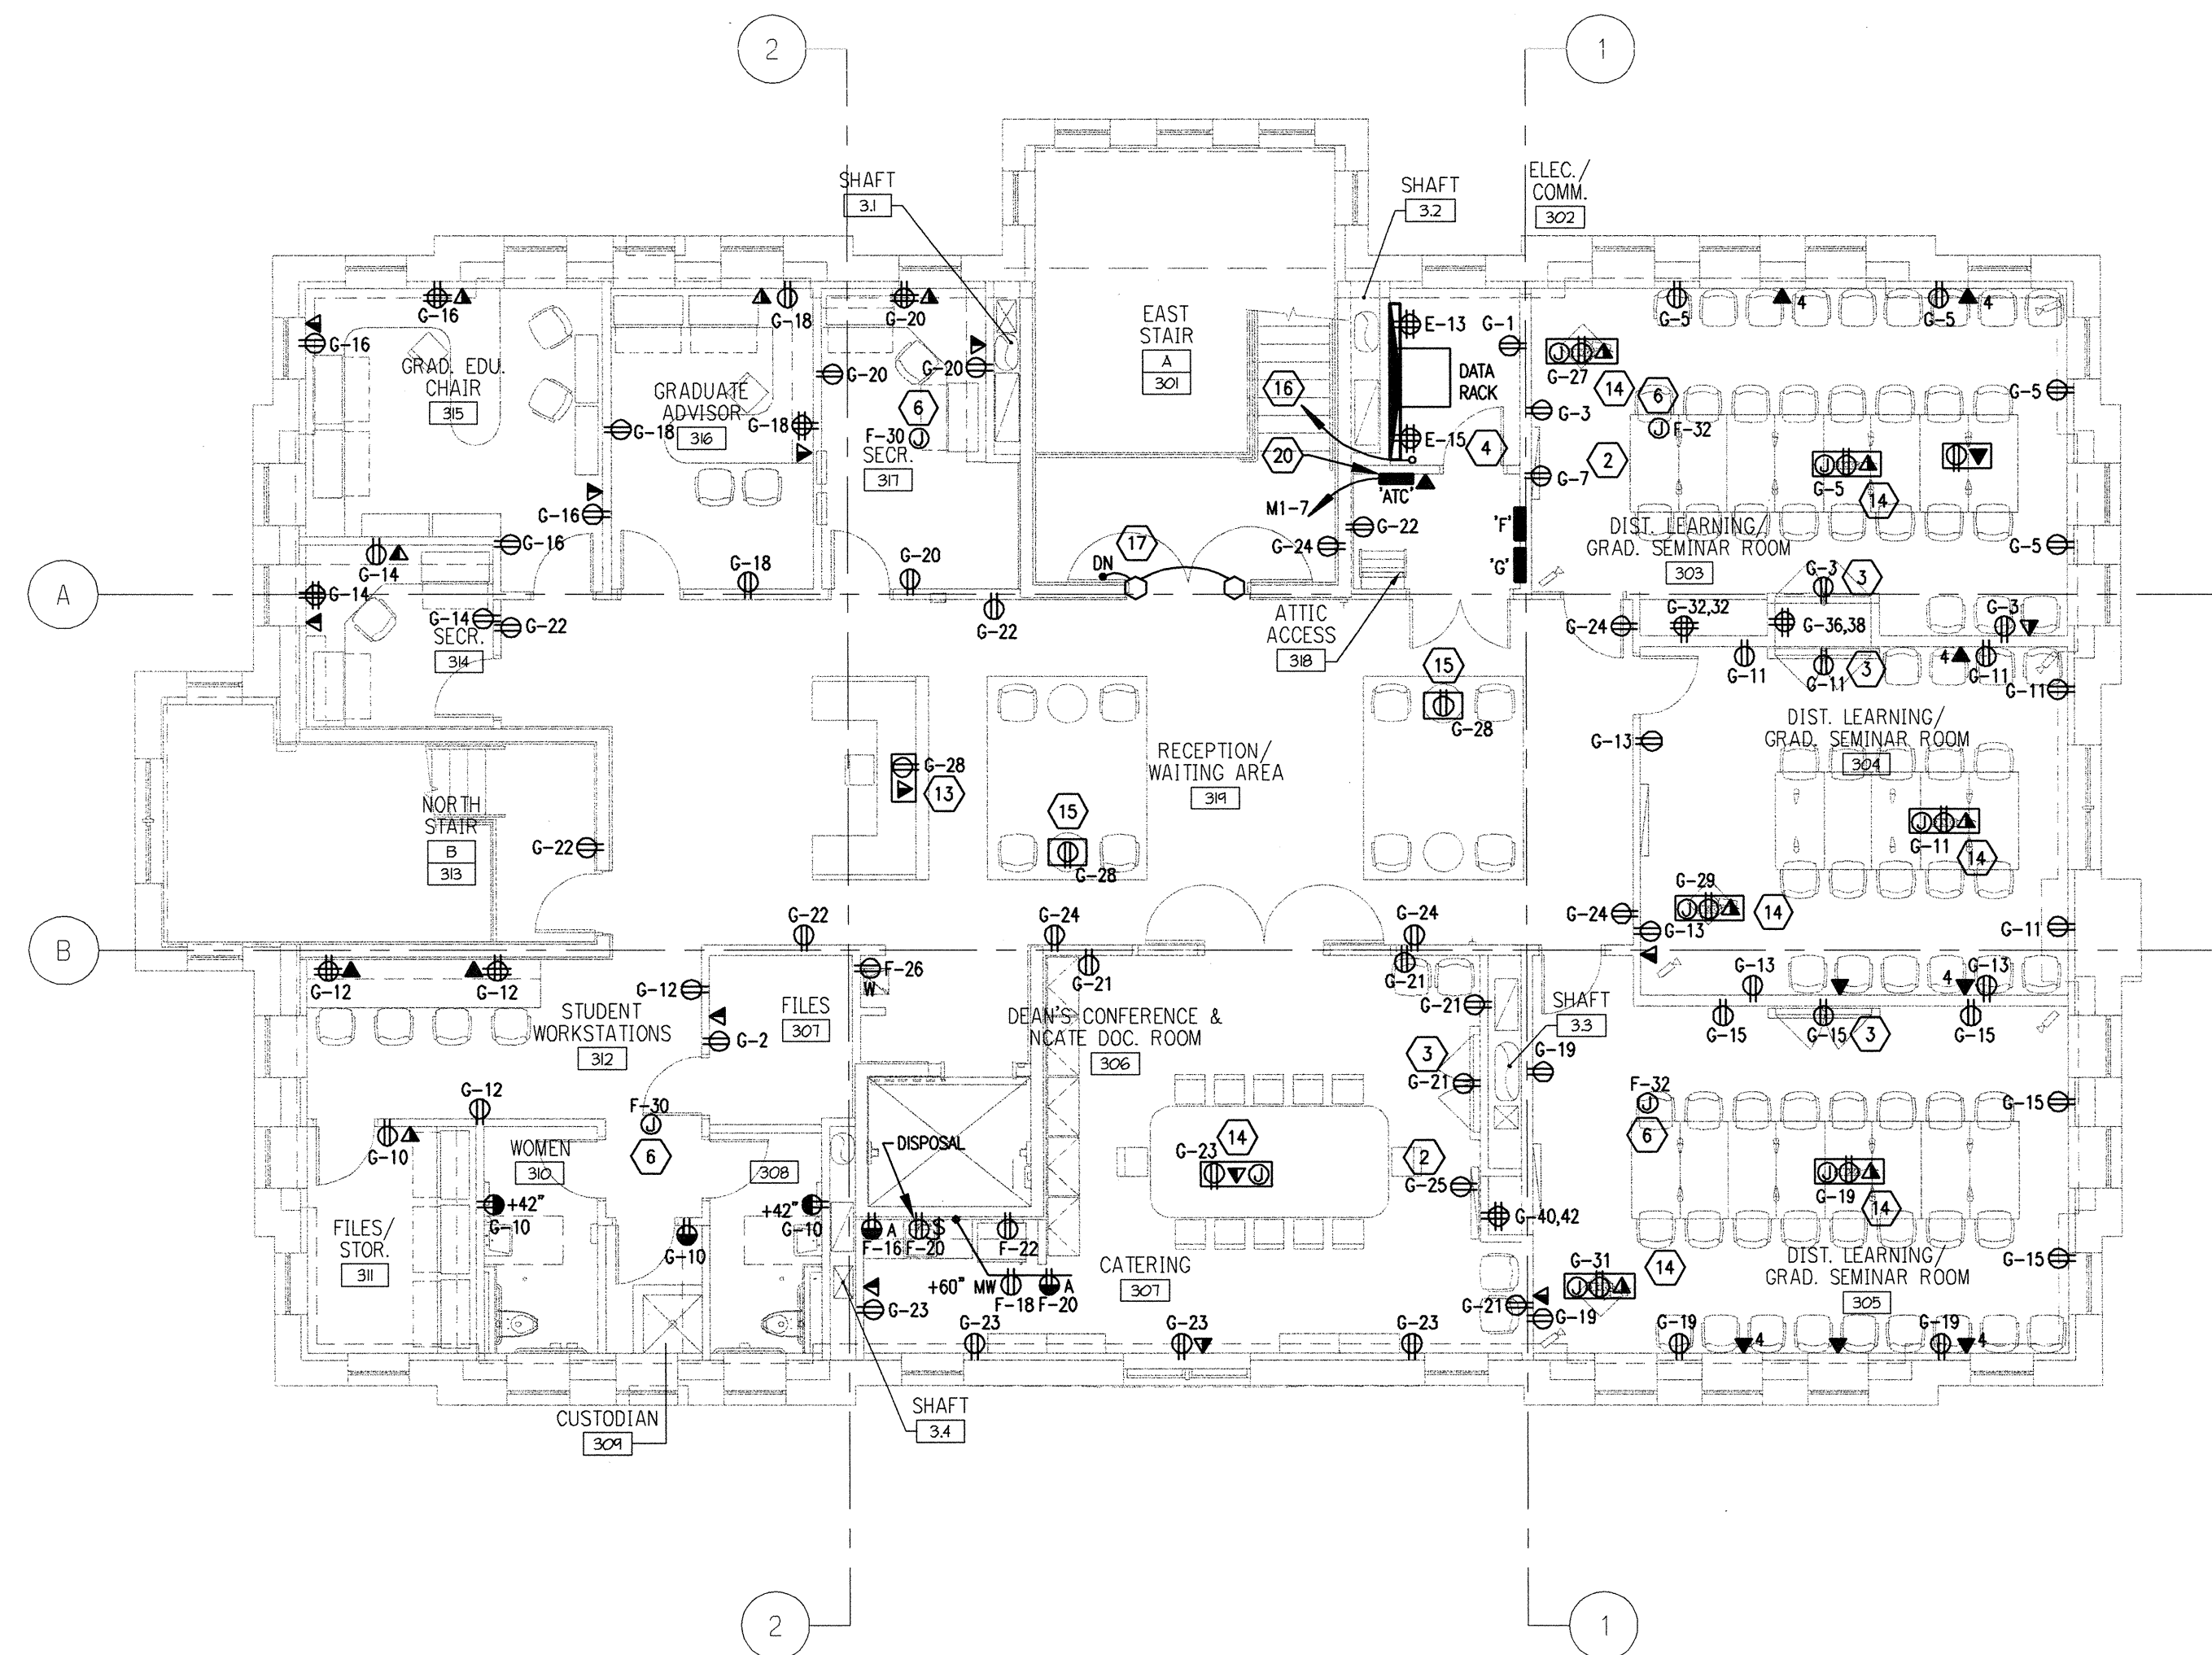 2
1
SHAFT
3.1
ELEC./
COMM.
302
SHAFT
3.2
G-16
G-18
G-20
EAST
STAIR
A
301
E-13
G-1
G-5
4
G-5
4
G-16
GRAD. EDU.
CHAIR
315
G-20
G-20
DATA
RACK
G-27
14
6
G-5
GRADUATE
ADVISOR
316
G-18
G-18
6
F-30
SECR.
317
16
G-3
F-32
E-15
4
2
20
G-7
G-5
14
'ATC'
M1-7
G-16
G-22
'F'
DIST. LEARNING/
GRAD. SEMINAR ROOM
303
G-16
17
G-24
G-5
G-14
DN
G-18
G-20
'G'
G-3
3
A
G-14
G-22
ATTIC
ACCESS
318
G-24
G-32,32
G-36,38
G-3
G-14
G-22
SECR.
314
15
G-11
G-11
3
4
G-11
G-11
G-28
DIST. LEARNING/
GRAD. SEMINAR ROOM
304
G-13
RECEPTION/
WAITING AREA
319
G-28
13
NORTH
STAIR
B
313
15
G-11
14
G-22
G-28
G-29
14
G-22
G-24
G-24
G-24
G-13
G-11
B
G-12
G-12
G-12
F-26
W
G-21
G-21
G-13
4
G-13
STUDENT
WORKSTATIONS
312
FILES
307
G-2
DEAN'S CONFERENCE &
NCATE DOC. ROOM
306
G-21
SHAFT
3.3
G-15
G-15
3
G-15
3
G-21
G-19
G-12
F-30
F-32
G-15
G-10
WOMEN
310
6
308
DISPOSAL
14
G-23
2
6
G-25
G-19
14
+42"
G-10
+42"
G-10
G-10
A
F-16
$
F-20
F-22
G-40,42
FILES/
STOR.
311
CATERING
307
14
DIST. LEARNING/
GRAD. SEMINAR ROOM
305
G-15
G-31
+60"
MW
A
F-18
F-20
G-23
G-21
G-19
G-23
G-23
G-23
G-19
4
G-19
4
CUSTODIAN
309
SHAFT
3.4
2
1